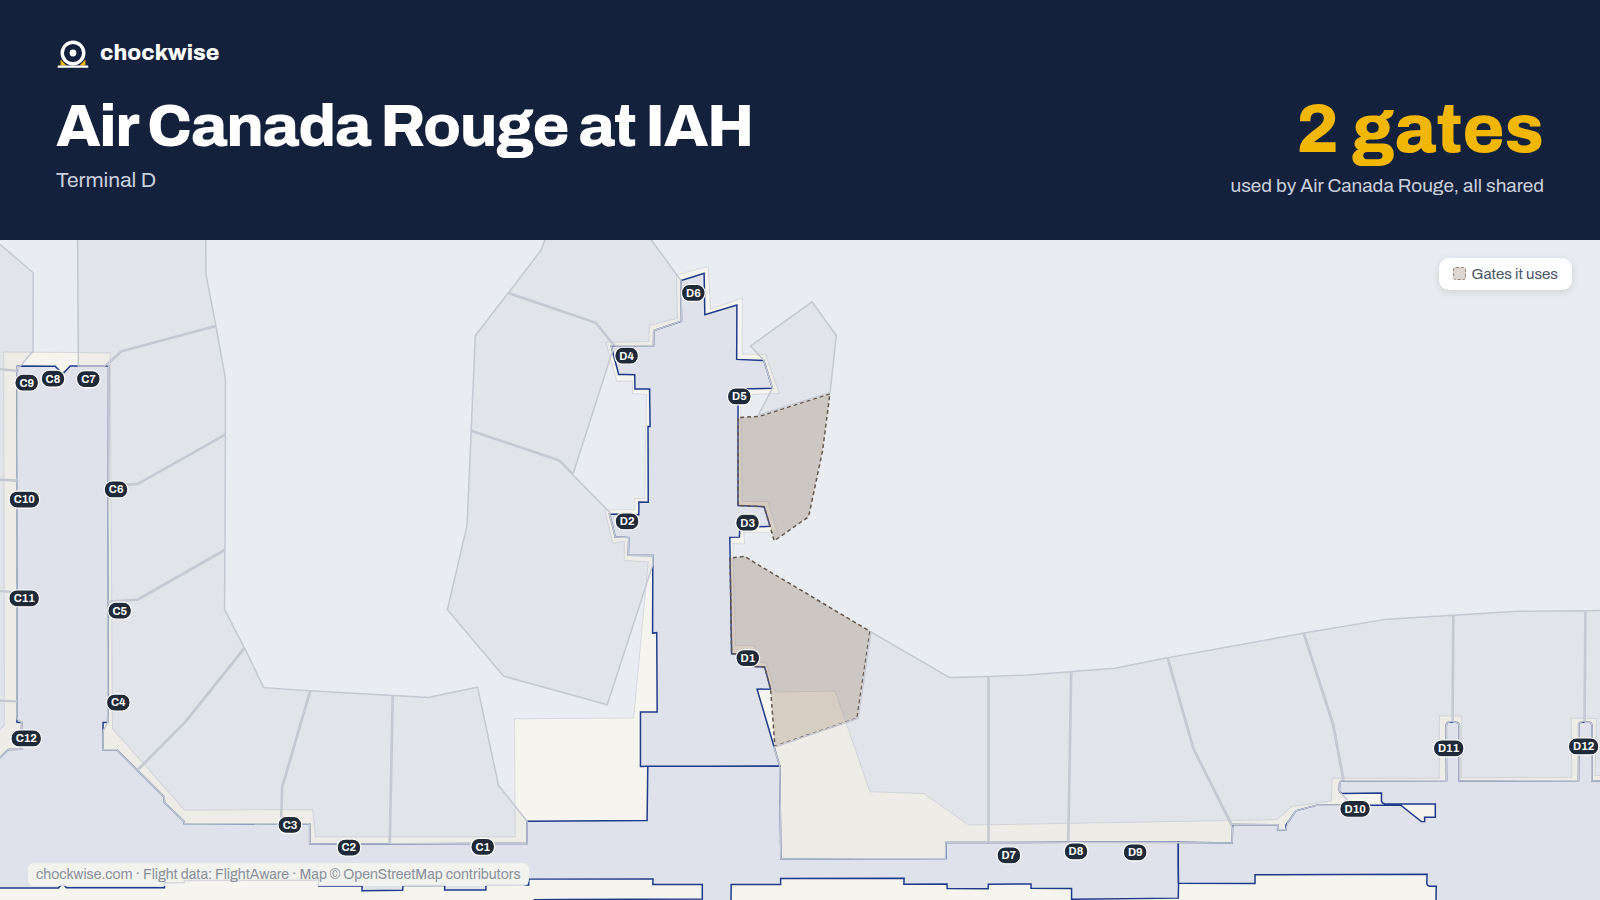 chockwise
Air Canada Rouge at IAH
Terminal D
2 gates
used by Air Canada Rouge, all shared
Gates it uses
D6
D4
C9
C8
C7
D5
C6
C10
D2
D3
C11
C5
D1
C4
C12
D11
D12
D10
C3
C2
C1
D7
D8
D9
chockwise.com · Flight data: FlightAware · Map © OpenStreetMap contributors